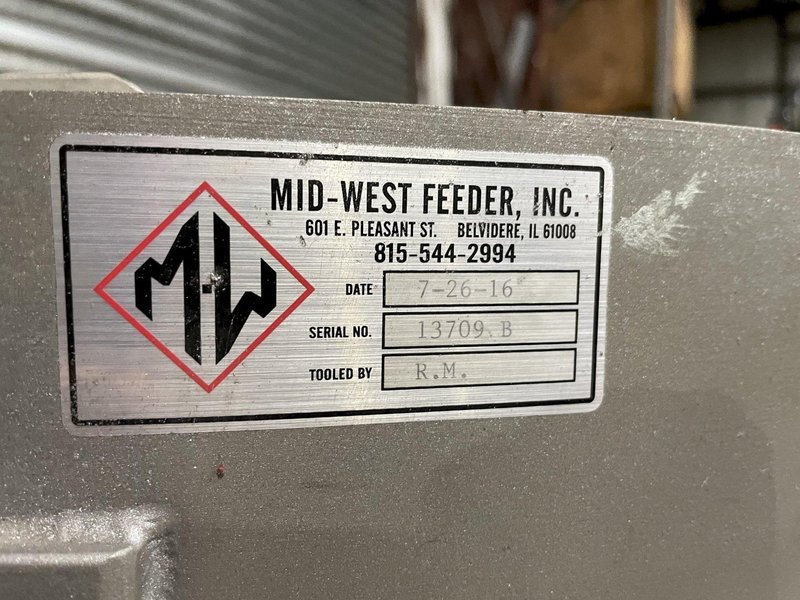 M-W
MID-WEST FEEDER, INC.
601 E. PLEASANT ST. BELVIDERE, IL 61008
815-544-2994
DATE 7-26-16
SERIAL NO. 13709.B
TOOLED BY R.M.